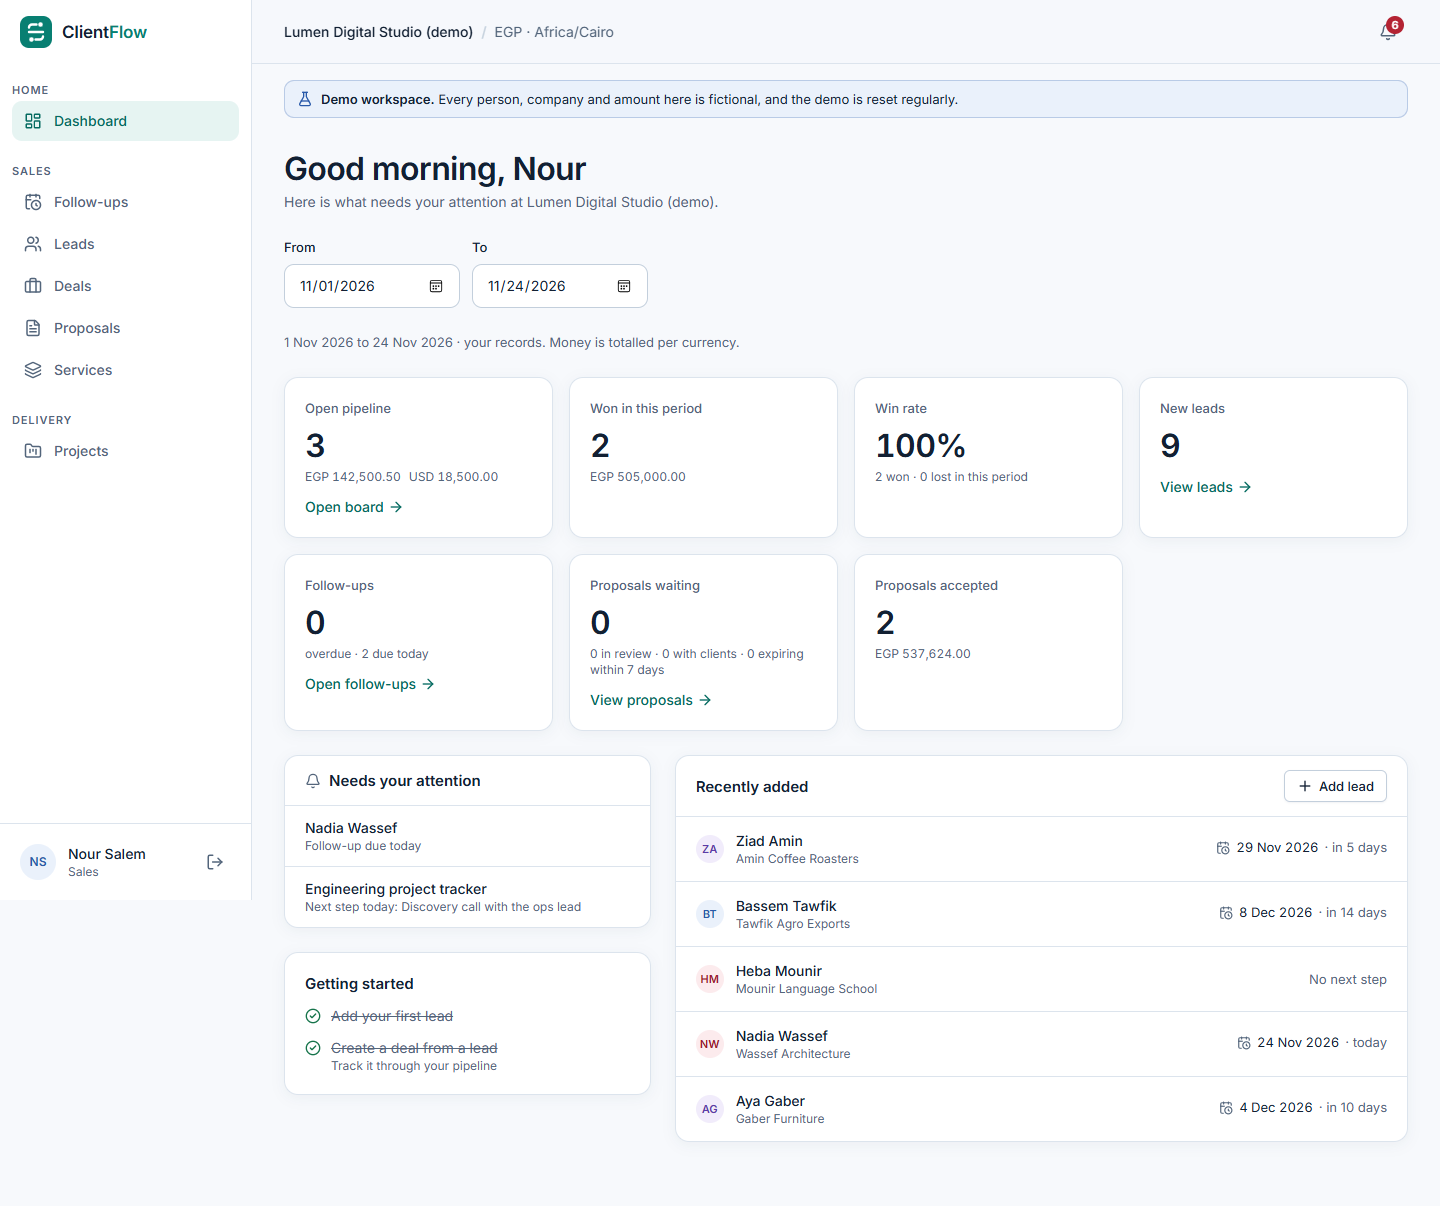 ClientFlow
HOME
Dashboard
SALES
Follow-ups
Leads
Deals
Proposals
Services
DELIVERY
Projects
NS
Nour Salem
Sales
Lumen Digital Studio (demo) / EGP · Africa/Cairo
6
Demo workspace. Every person, company and amount here is fictional, and the demo is reset regularly.
Good morning, Nour
Here is what needs your attention at Lumen Digital Studio (demo).
From
11/01/2026
To
11/24/2026
1 Nov 2026 to 24 Nov 2026 · your records. Money is totalled per currency.
Open pipeline
3
EGP 142,500.50 USD 18,500.00
Open board →
Won in this period
2
EGP 505,000.00
Win rate
100%
2 won · 0 lost in this period
New leads
9
View leads →
Follow-ups
0
overdue · 2 due today
Open follow-ups →
Proposals waiting
0
0 in review · 0 with clients · 0 expiring
within 7 days
View proposals →
Proposals accepted
2
EGP 537,624.00
Needs your attention
Nadia Wassef
Follow-up due today
Engineering project tracker
Next step today: Discovery call with the ops lead
Getting started
Add your first lead
Create a deal from a lead
Track it through your pipeline
Recently added
+ Add lead
ZA
Ziad Amin
Amin Coffee Roasters
29 Nov 2026 · in 5 days
BT
Bassem Tawfik
Tawfik Agro Exports
8 Dec 2026 · in 14 days
HM
Heba Mounir
Mounir Language School
No next step
NW
Nadia Wassef
Wassef Architecture
24 Nov 2026 · today
AG
Aya Gaber
Gaber Furniture
4 Dec 2026 · in 10 days